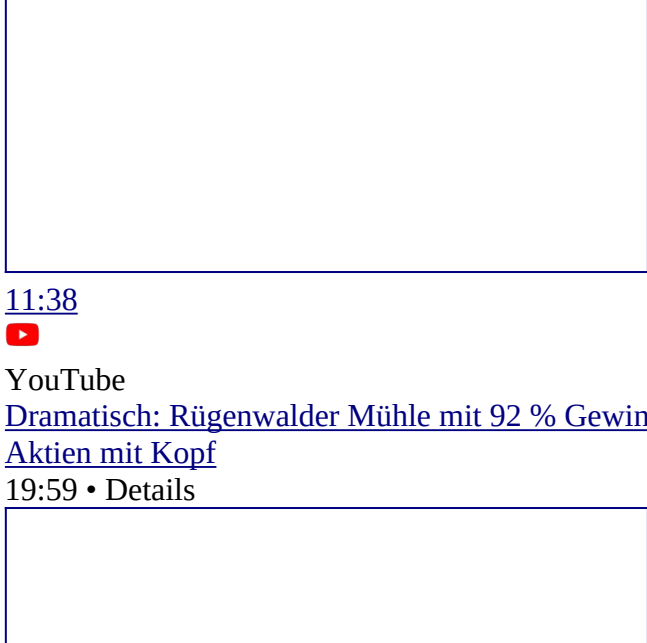 11:38
YouTube
Dramatisch: Rügenwalder Mühle mit 92 % Gewin
Aktien mit Kopf
19:59 • Details